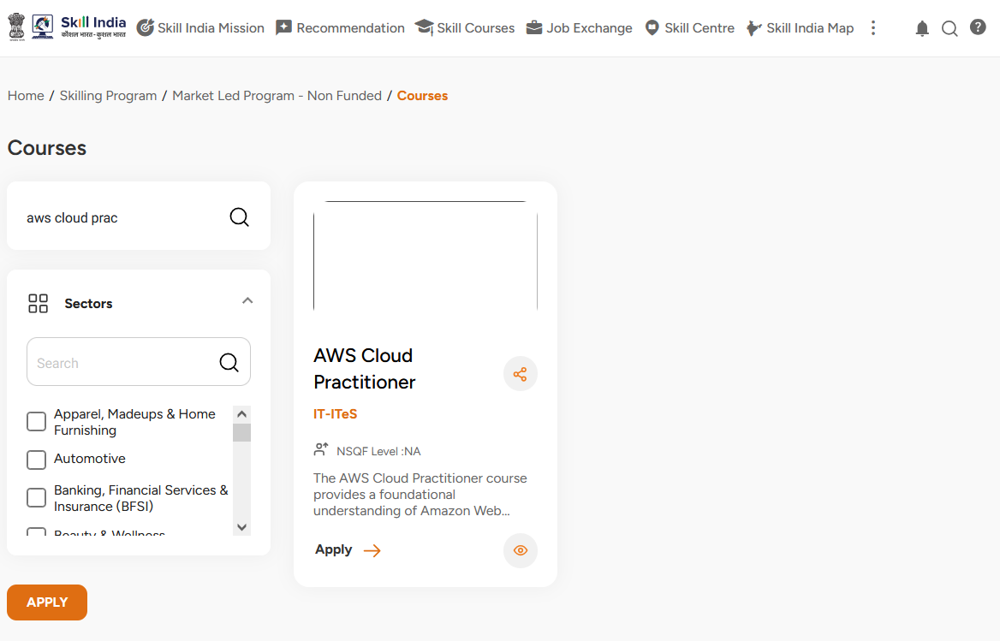 Skill India
कौशल भारत - कुशल भारत
Skill India Mission
Recommendation
Skill Courses
Job Exchange
Skill Centre
Skill India Map
Home / Skilling Program / Market Led Program - Non Funded / Courses
Courses
aws cloud prac
Sectors
Search
Apparel, Madeups & Home
Furnishing
Automotive
Banking, Financial Services &
Insurance (BFSI)
Beauty & Wellness
APPLY
AWS Cloud
Practitioner
IT-ITeS
NSQF Level :NA
The AWS Cloud Practitioner course
provides a foundational
understanding of Amazon Web...
Apply